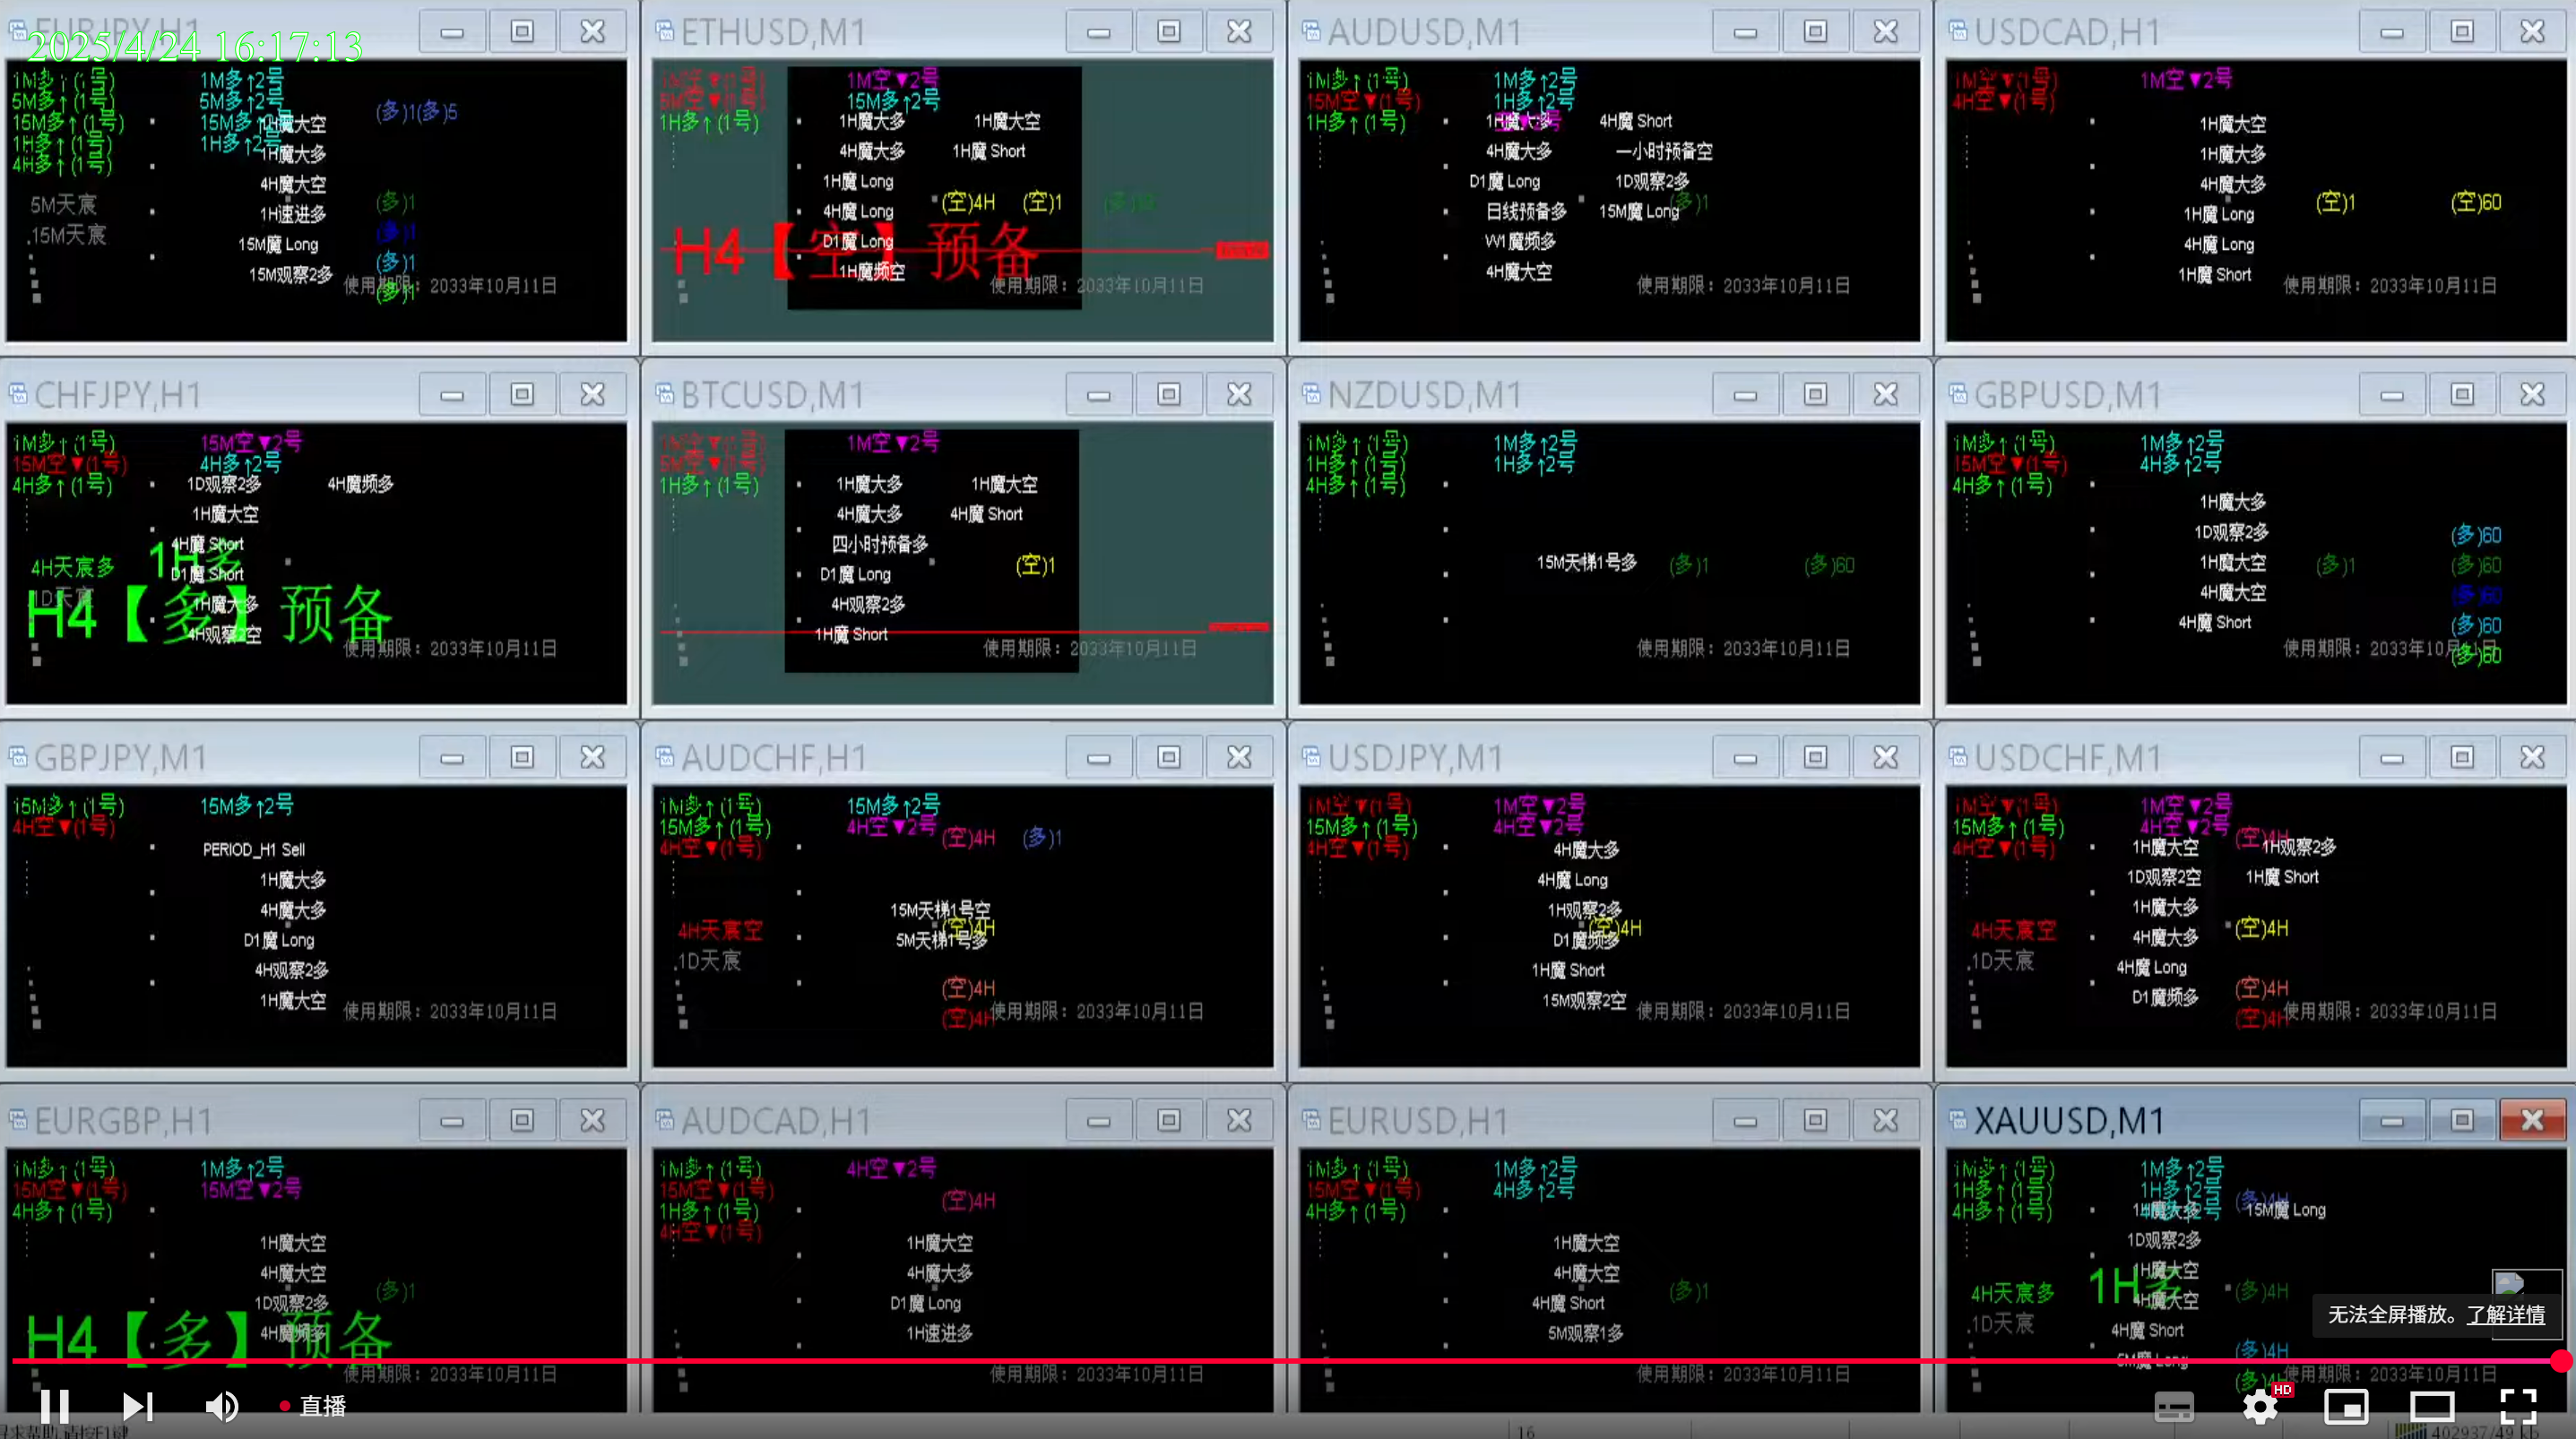 EURJPY,H1
2025/4/24 16:17:13
1M多↑(1号)
1M多↑2号
5M多↑(1号)
5M多↑2号
15M多↑(1号)
15M多↑2号
1H多↑(1号)
1H多↑2号
4H多↑(1号)
1H魔大空
(多)1(多)5
1H魔大多
4H魔大空
5M天宸
(多)1
1H速进多
.15M天宸
(多)1
15M魔 Long
(多)1
15M观察2多
使用期限：2033年10月11日
(多)1
ETHUSD,M1
1M空▼2号
15M多↑2号
1H多↑(1号)
1H魔大多
1H魔大空
4H魔大多
1H魔 Short
1H魔 Long
(空)4H
(空)1
4H魔 Long
D1魔 Long
H4【空】预备
1H魔频空
使用期限：2033年10月11日
AUDUSD,M1
1M多↑(1号)
1M多↑2号
15M空▼(1号)
1H多↑2号
1H多↑(1号)
1H魔大多
4H魔 Short
4H魔大多
一小时预备空
D1魔 Long
1D观察2多
日线预备多
15M魔 Long
(多)1
W1魔频多
4H魔大空
使用期限：2033年10月11日
USDCAD,H1
1M空▼(1号)
1M空▼2号
4H空▼(1号)
1H魔大空
1H魔大多
4H魔大多
(空)1
(空)60
1H魔 Long
4H魔 Long
1H魔 Short
使用期限：2033年10月11日
CHFJPY,H1
1M多↑(1号)
15M空▼2号
15M空▼(1号)
4H多↑2号
4H多↑(1号)
1D观察2多
4H魔频多
1H魔大空
4H魔 Short
4H天宸多
1H多
D1魔 Short
1D天宸
1H魔大多
H4【多】预备
4H观察2空
使用期限：2033年10月11日
BTCUSD,M1
1M空▼2号
5M空▼(1号)
1H多↑(1号)
1H魔大多
1H魔大空
4H魔大多
4H魔 Short
四小时预备多
(空)1
D1魔 Long
4H观察2多
1H魔 Short
使用期限：2033年10月11日
NZDUSD,M1
1M多↑(1号)
1M多↑2号
1H多↑(1号)
1H多↑2号
4H多↑(1号)
15M天梯1号多
(多)1
(多)60
使用期限：2033年10月11日
GBPUSD,M1
1M多↑(1号)
1M多↑2号
15M空▼(1号)
4H多↑2号
4H多↑(1号)
1H魔大多
1D观察2多
(多)60
1H魔大空
(多)1
(多)60
4H魔大空
(多)60
4H魔 Short
(多)60
使用期限：2033年10月11日
(多)60
GBPJPY,M1
15M多↑(1号)
15M多↑2号
4H空▼(1号)
PERIOD_H1 Sell
1H魔大多
4H魔大多
D1魔 Long
4H观察2多
1H魔大空
使用期限：2033年10月11日
AUDCHF,H1
1M多↑(1号)
15M多↑2号
15M多↑(1号)
4H空▼2号
(空)4H
(多)1
4H空▼(1号)
15M天梯1号空
4H天宸空
(空)4H
5M天梯1号多
.1D天宸
(空)4H
(空)4H
使用期限：2033年10月11日
USDJPY,M1
1M空▼(1号)
1M空▼2号
15M多↑(1号)
4H空▼2号
4H空▼(1号)
4H魔大多
4H魔 Long
1H观察2多
(空)4H
D1魔频多
1H魔 Short
15M观察2空
使用期限：2033年10月11日
USDCHF,M1
1M空▼(1号)
1M空▼2号
15M多↑(1号)
4H空▼2号
(空)4H
4H空▼(1号)
1H魔大空
1H观察2多
1D观察2空
1H魔 Short
1H魔大多
4H天宸空
4H魔大多
(空)4H
.1D天宸
4H魔 Long
(空)4H
D1魔频多
(空)4H
使用期限：2033年10月11日
EURGBP,H1
1M多↑(1号)
1M多↑2号
15M空▼(1号)
15M空▼2号
4H多↑(1号)
1H魔大空
4H魔大空
(多)1
1D观察2多
4H魔频多
H4【多】预备
使用期限：2033年10月11日
AUDCAD,H1
1M多↑(1号)
4H空▼2号
15M空▼(1号)
(空)4H
1H多↑(1号)
4H空▼(1号)
1H魔大空
4H魔大多
D1魔 Long
1H速进多
使用期限：2033年10月11日
EURUSD,H1
1M多↑(1号)
1M多↑2号
15M空▼(1号)
4H多↑2号
4H多↑(1号)
1H魔大空
4H魔大空
(多)1
4H魔 Short
5M观察1多
使用期限：2033年10月11日
XAUUSD,M1
1M多↑(1号)
1M多↑2号
1H多↑(1号)
1H多↑2号
(多)4H
4H多↑(1号)
1H魔大多
15M魔 Long
1D观察2多
1H魔大空
4H天宸多
1H多
(多)4H
4H魔大空
.1D天宸
4H魔 Short
(多)4H
5M魔 Long
使用期限：2033年10月11日
无法全屏播放。了解详情
直播
HD
16
402937/49 kb